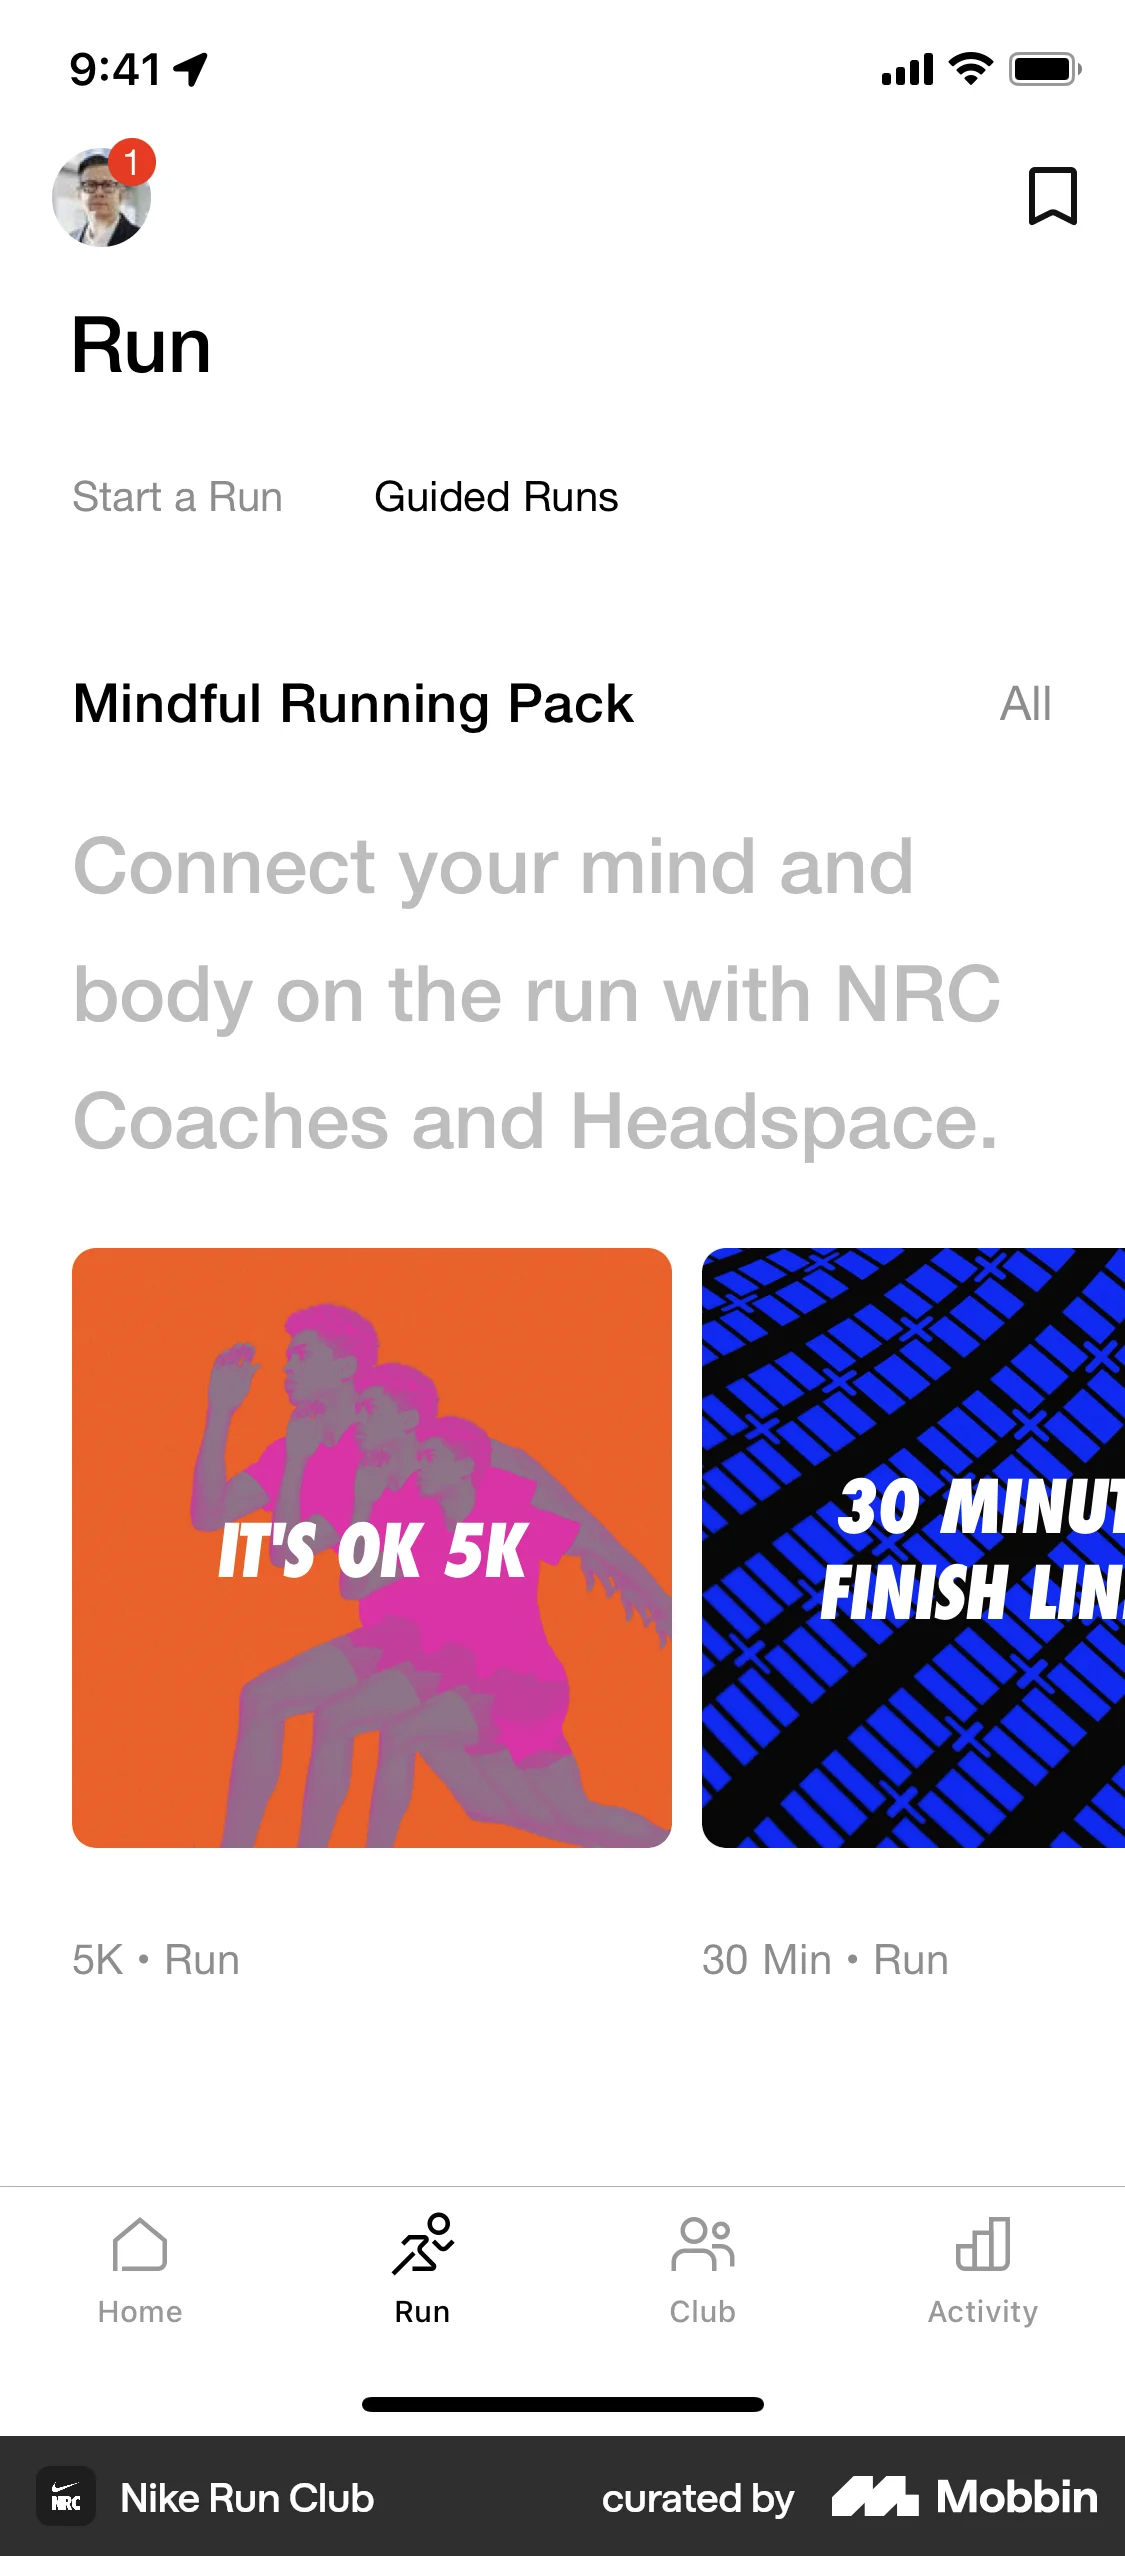 9:41
1
Run
Start a Run
Guided Runs
Mindful Running Pack
All
Connect your mind and
body on the run with NRC
Coaches and Headspace.
IT'S OK 5K
30 MINUT
FINISH LIN
5K • Run
30 Min • Run
Home
Run
Club
Activity
NRC
Nike Run Club
curated by
Mobbin